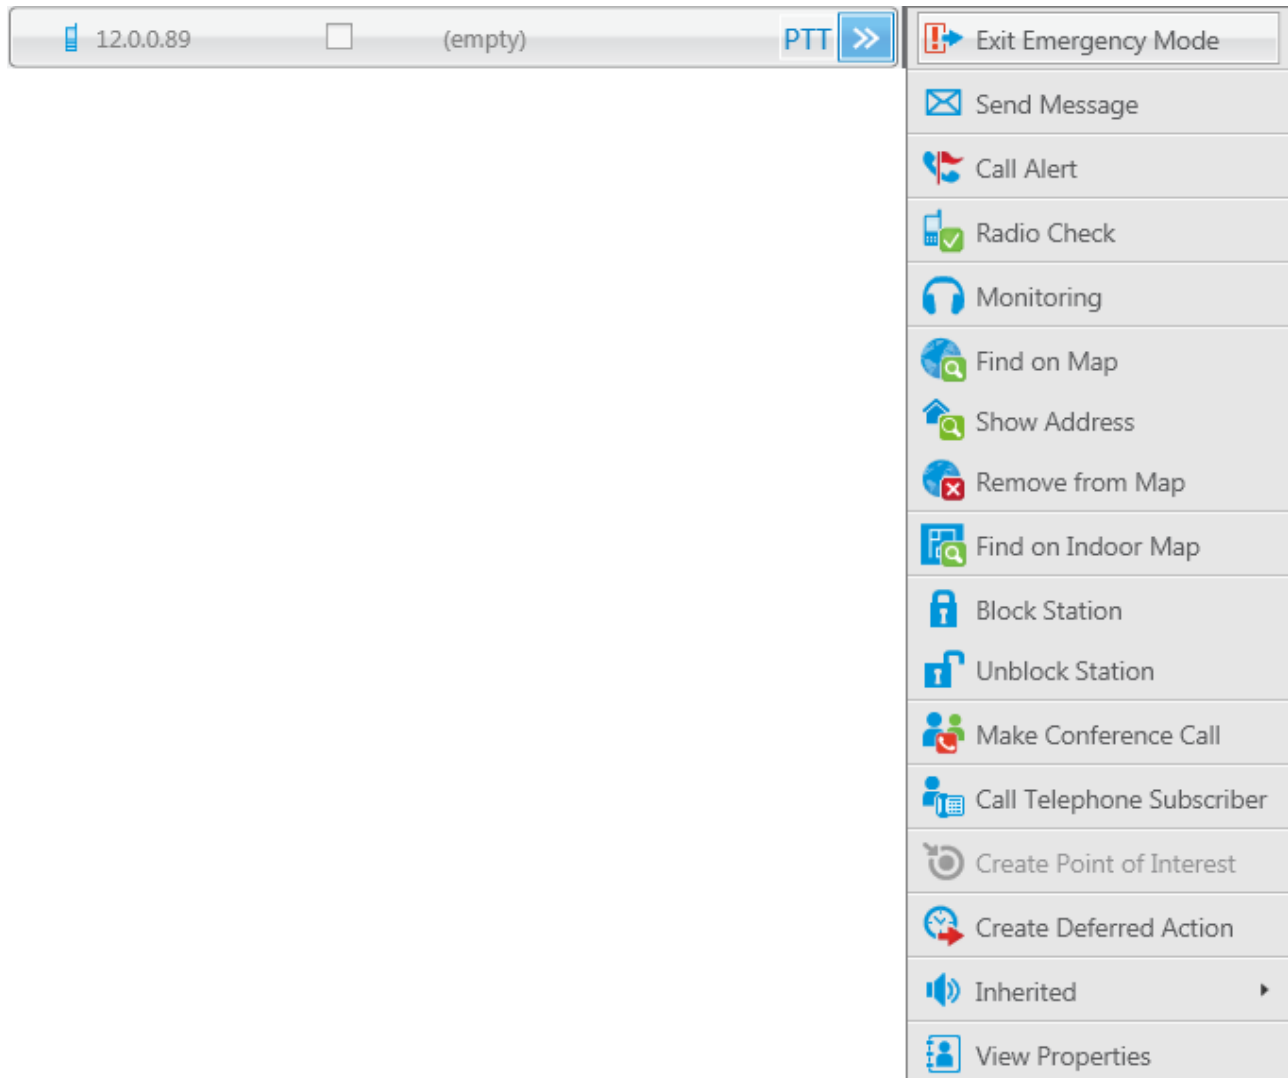 12.0.0.89 (empty) PTT
Exit Emergency Mode
Send Message
Call Alert
Radio Check
Monitoring
Find on Map
Show Address
Remove from Map
Find on Indoor Map
Block Station
Unblock Station
Make Conference Call
Call Telephone Subscriber
Create Point of Interest
Create Deferred Action
Inherited
View Properties